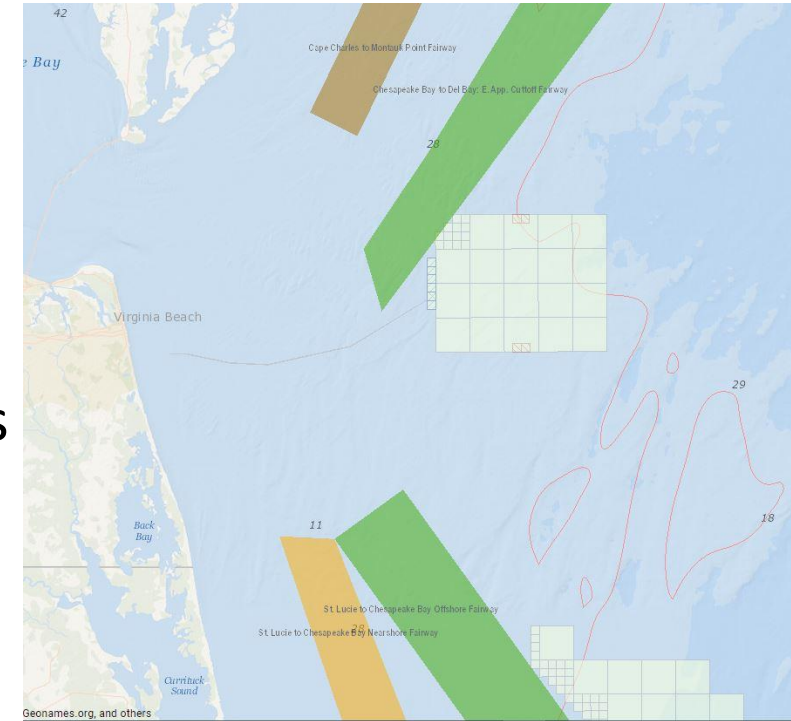 42
e Bay
Cape Charles to Montauk Point Fairway
Chesapeake Bay to Del Bay: E. App. Cuttoff Fairway
28
Virginia Beach
s
29
18
11
Back
Bay
St. Lucie to Chesapeake Bay Offshore Fairway
St. Lucie to Chesapeake Bay Nearshore Fairway
Currituck
Sound
Geonames.org, and others